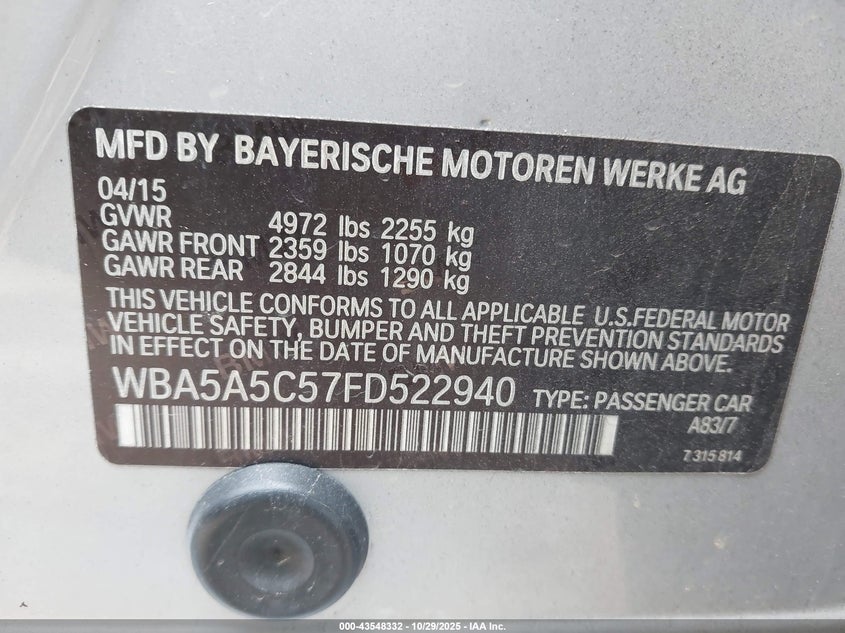 MFD BY BAYERISCHE MOTOREN WERKE AG
04/15
GVWR 4972 lbs 2255 kg
GAWR FRONT 2359 lbs 1070 kg
GAWR REAR 2844 lbs 1290 kg
THIS VEHICLE CONFORMS TO ALL APPLICABLE U.S.FEDERAL MOTOR
VEHICLE SAFETY, BUMPER AND THEFT PREVENTION STANDARDS
IN EFFECT ON THE DATE OF MANUFACTURE SHOWN ABOVE.
WBA5A5C57FD522940 TYPE: PASSENGER CAR
A83/7
7 315 814
000-43548332 - 10/29/2025 - IAA Inc.